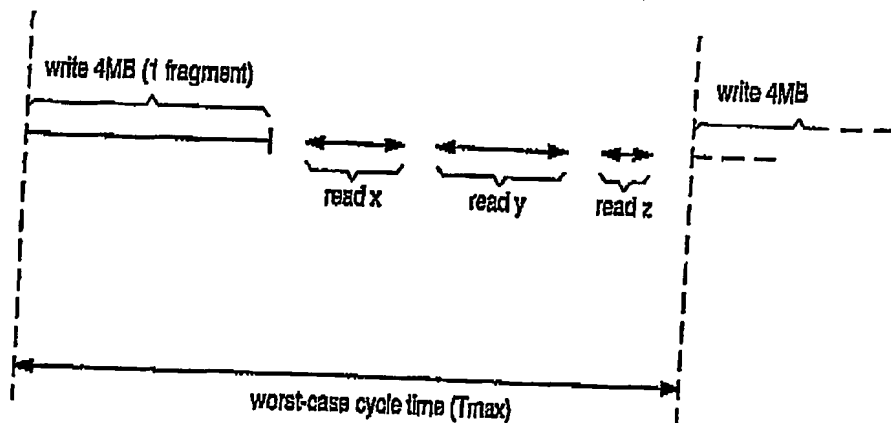 write 4MB (1 fragment)
write 4MB
read x
read y
read z
worst-case cycle time (Tmax)